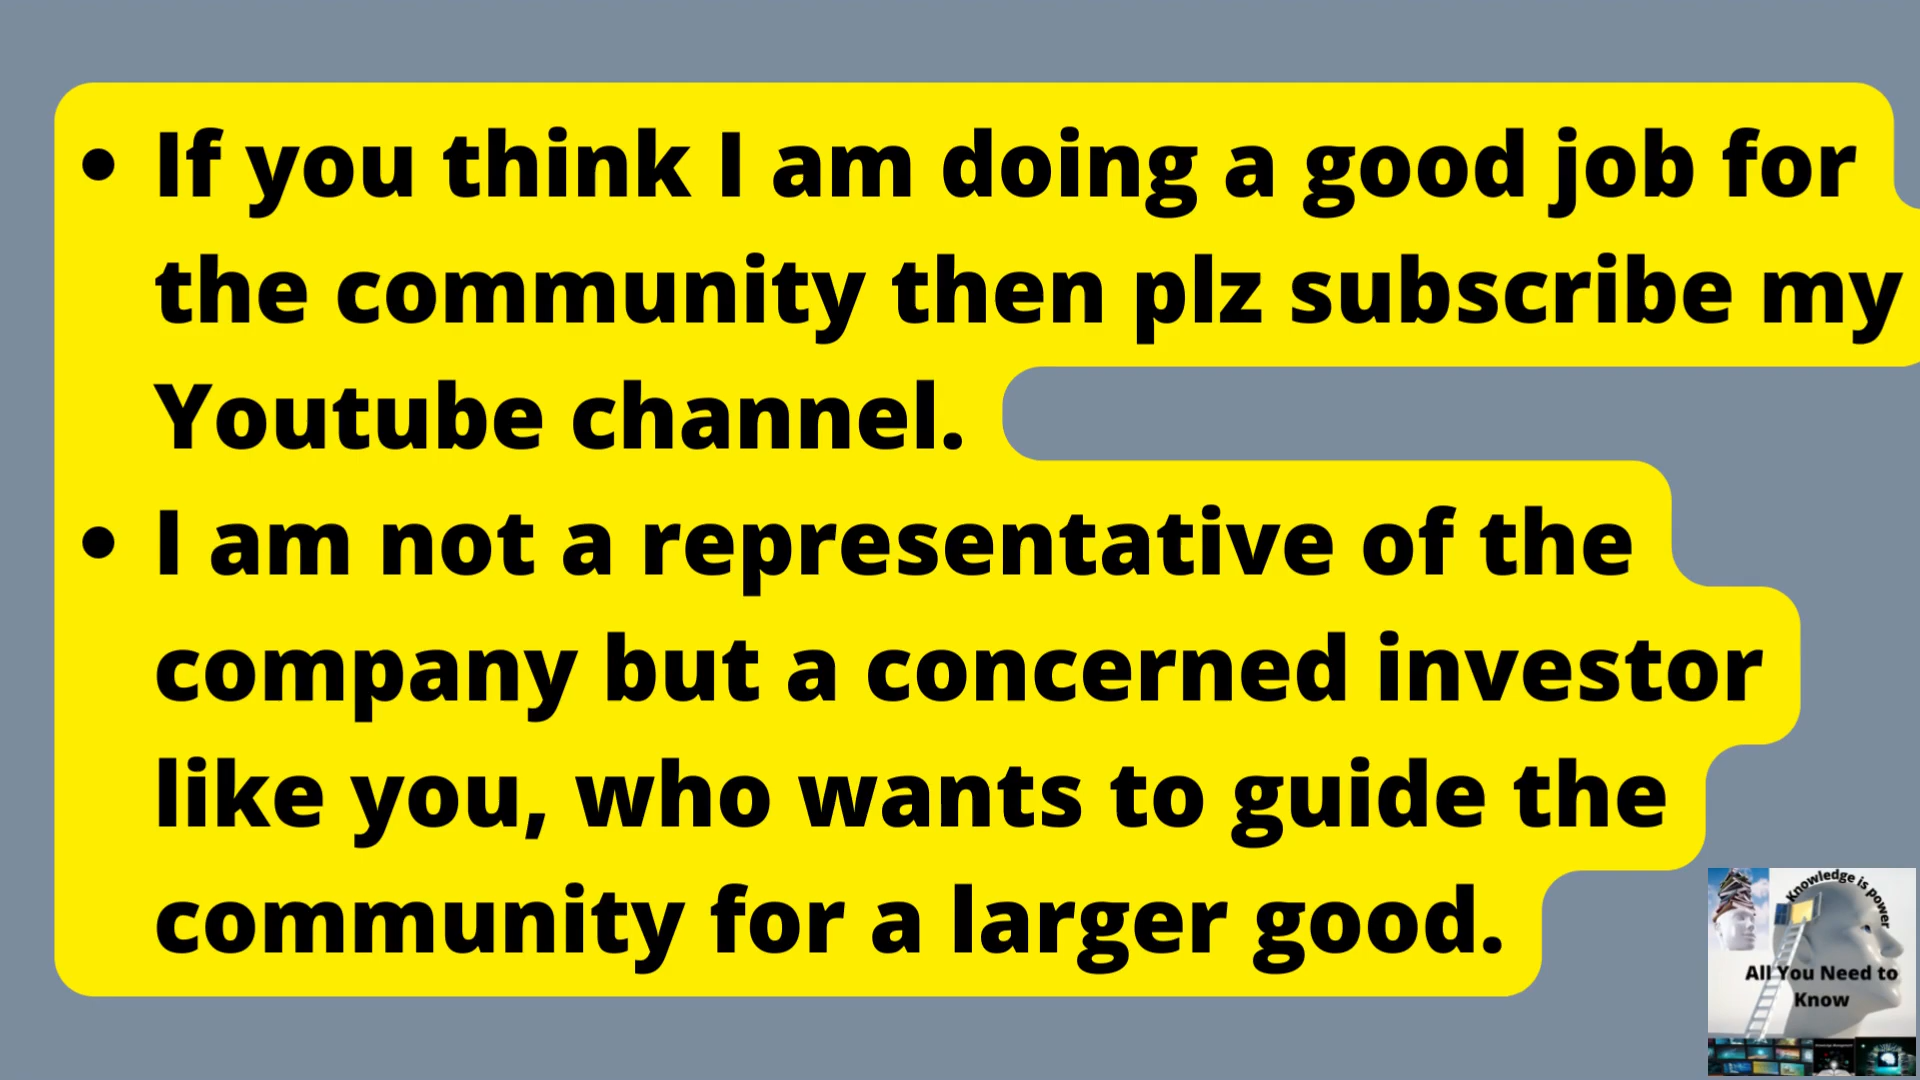 • If you think I am doing a good job for
the community then plz subscribe my
Youtube channel.
• I am not a representative of the
company but a concerned investor
like you, who wants to guide the
community for a larger good.
Knowledge is power
All You Need to
Know